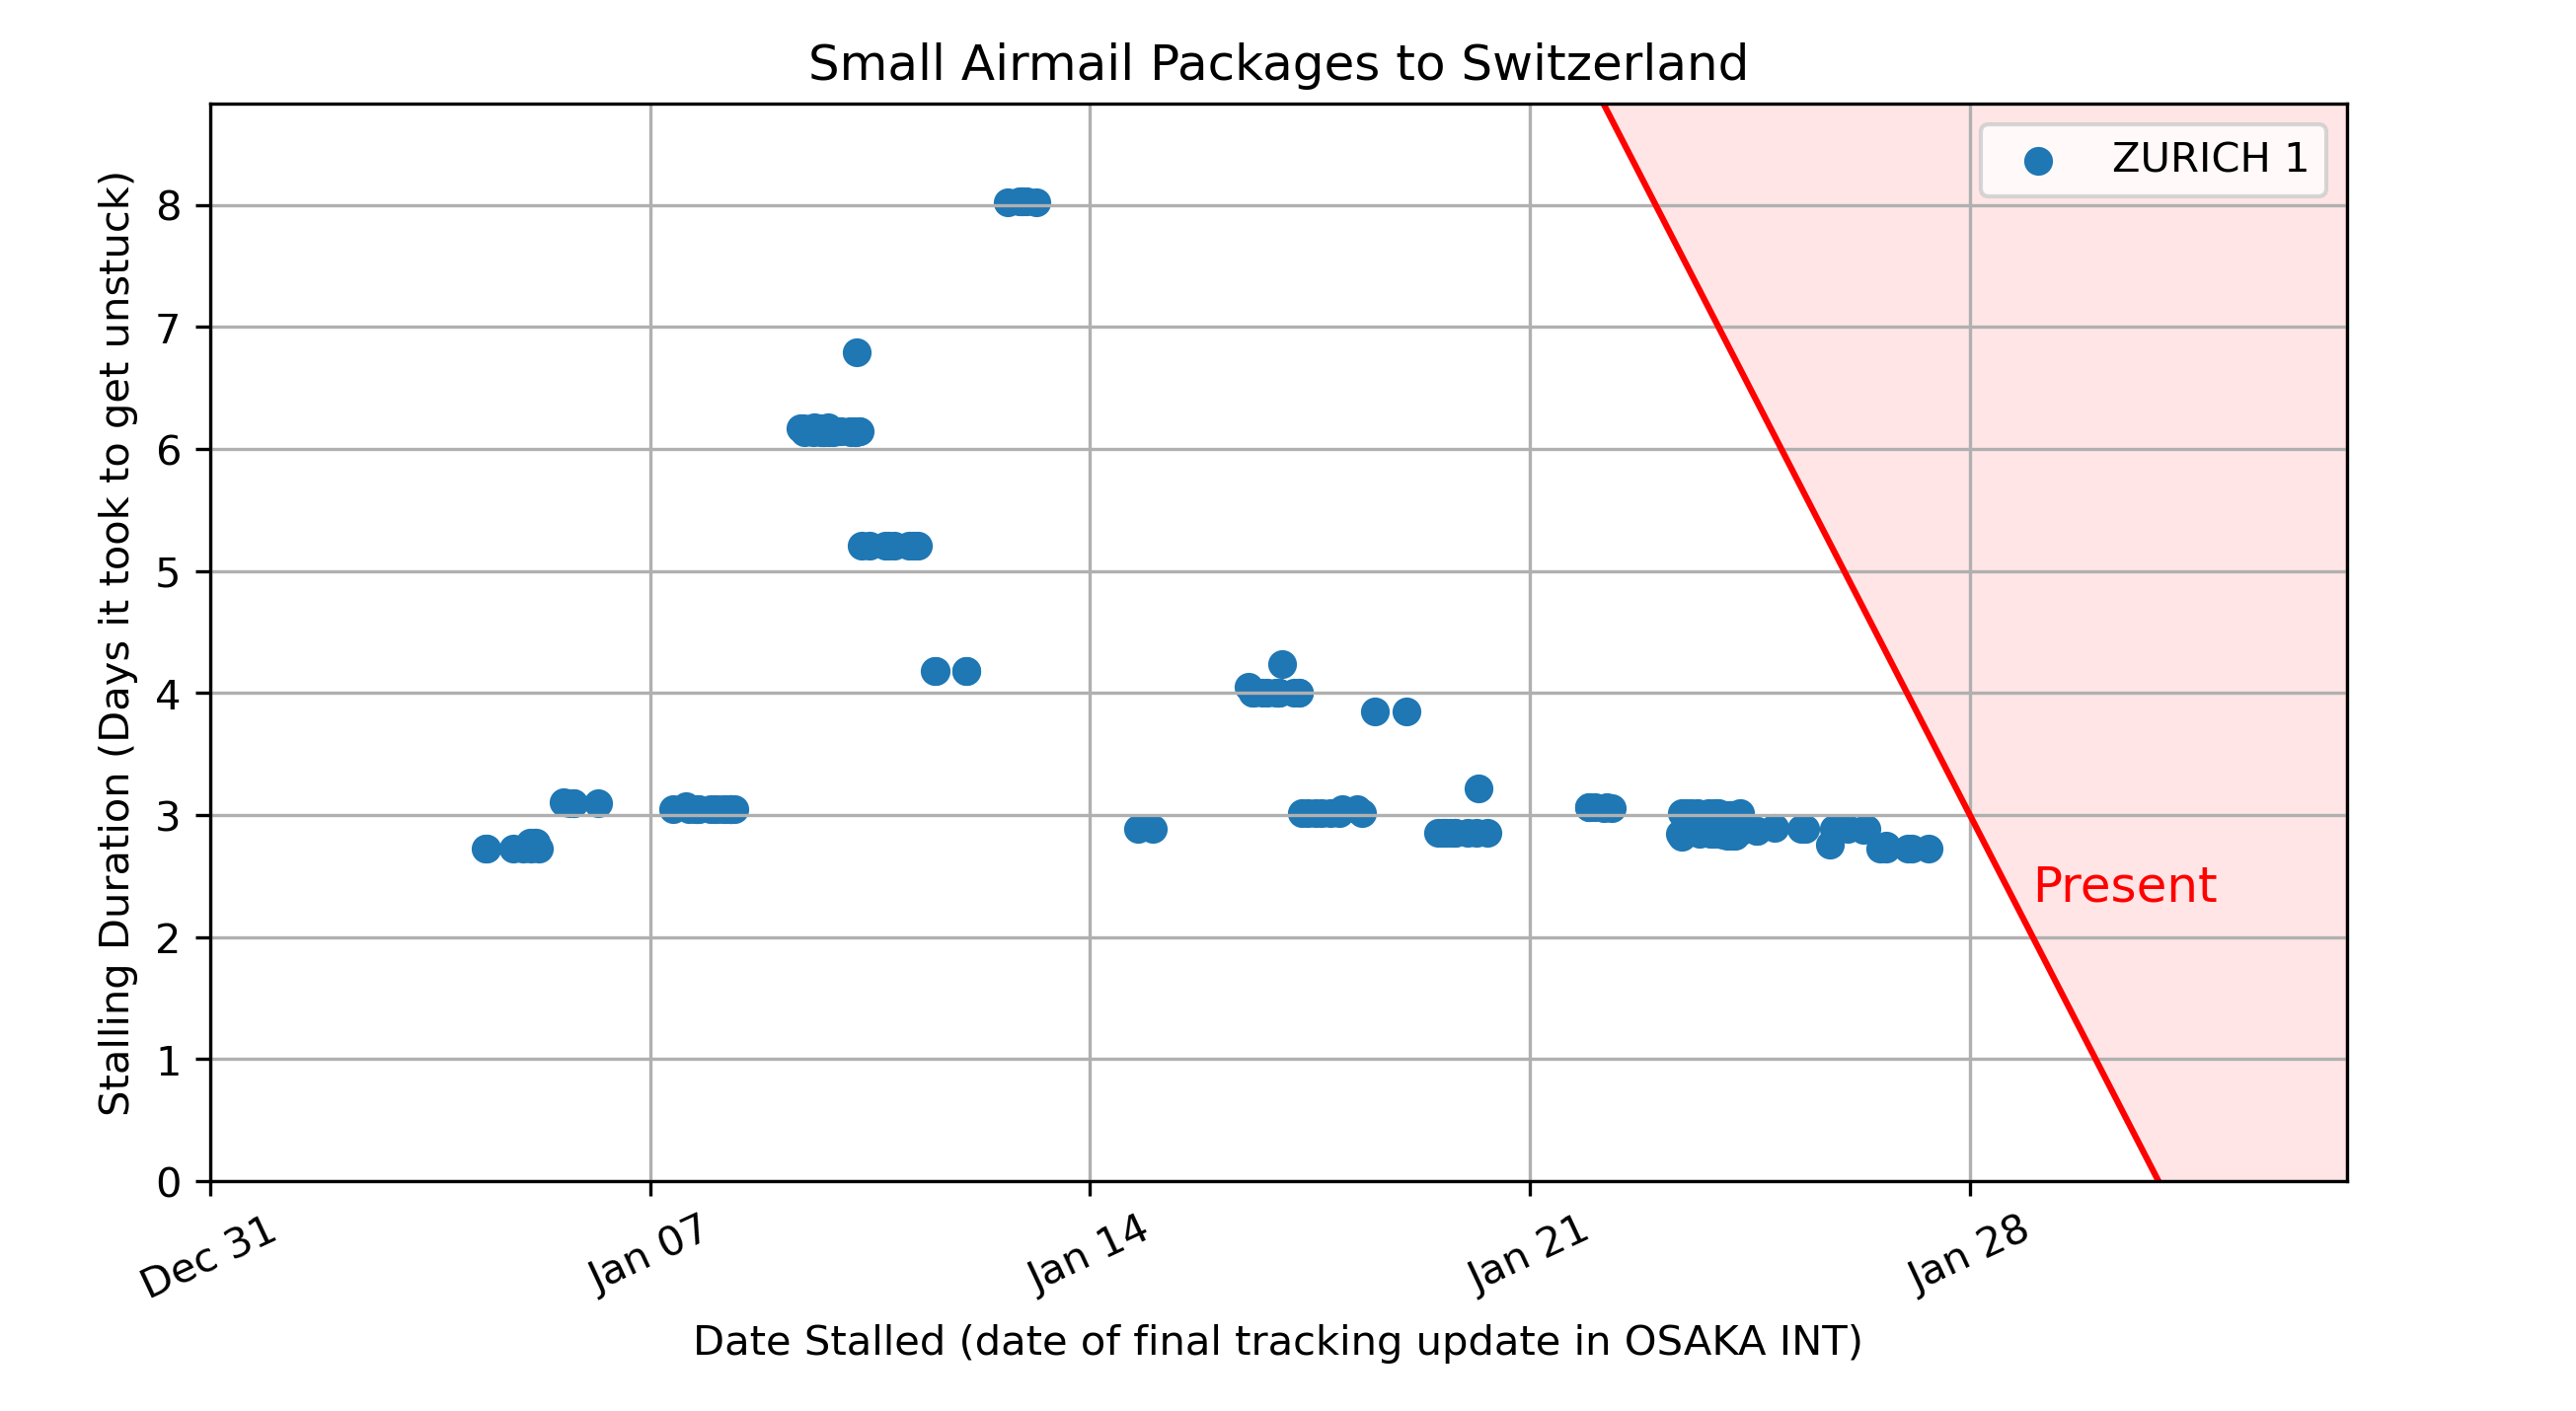 Small Airmail Packages to Switzerland
ZURICH 1
Stalling Duration (Days it took to get unstuck)
8
7
6
5
4
3
2
1
0
Present
Dec 31
Jan 07
Jan 14
Jan 21
Jan 28
Date Stalled (date of final tracking update in OSAKA INT)